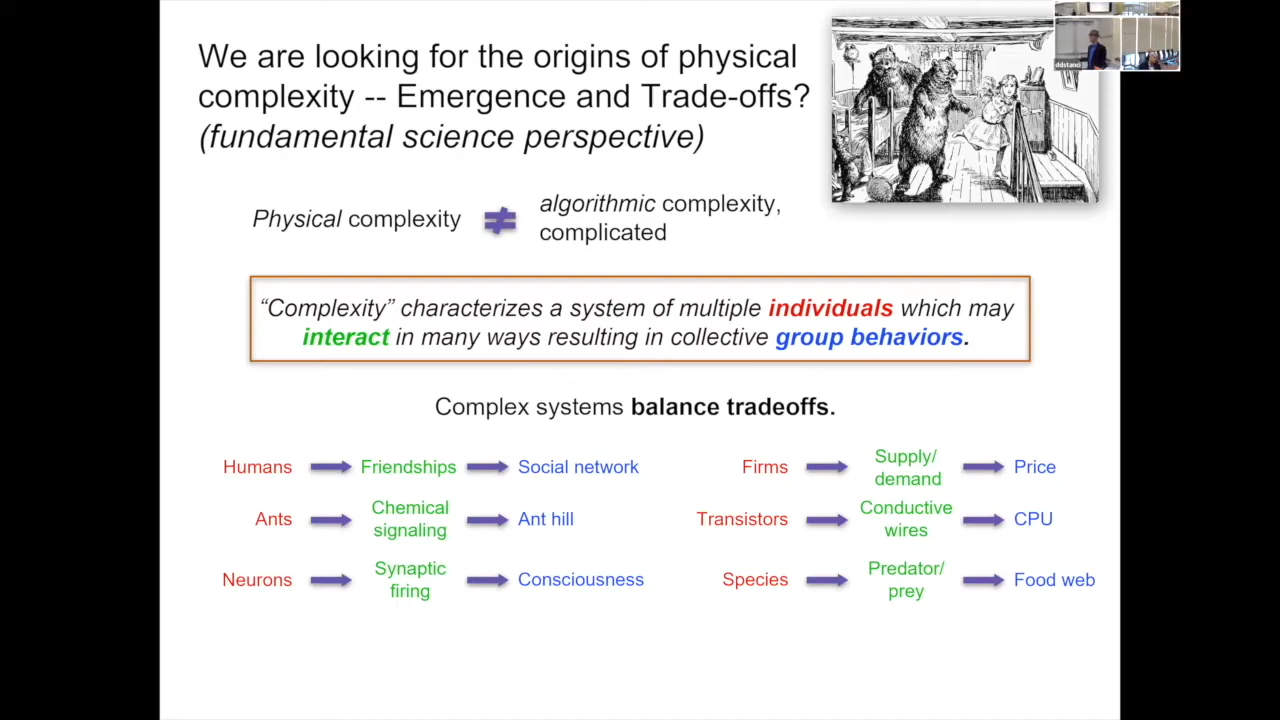 We are looking for the origins of physical
complexity -- Emergence and Trade-offs?
(fundamental science perspective)
Physical complexity ≠ algorithmic complexity,
complicated
“Complexity” characterizes a system of multiple individuals which may
interact in many ways resulting in collective group behaviors.
Complex systems balance tradeoffs.
Humans Friendships Social network
Ants Chemical
signaling Ant hill
Neurons Synaptic
firing Consciousness
Firms Supply/
demand Price
Transistors Conductive
wires CPU
Species Predator/
prey Food web
ddstanci